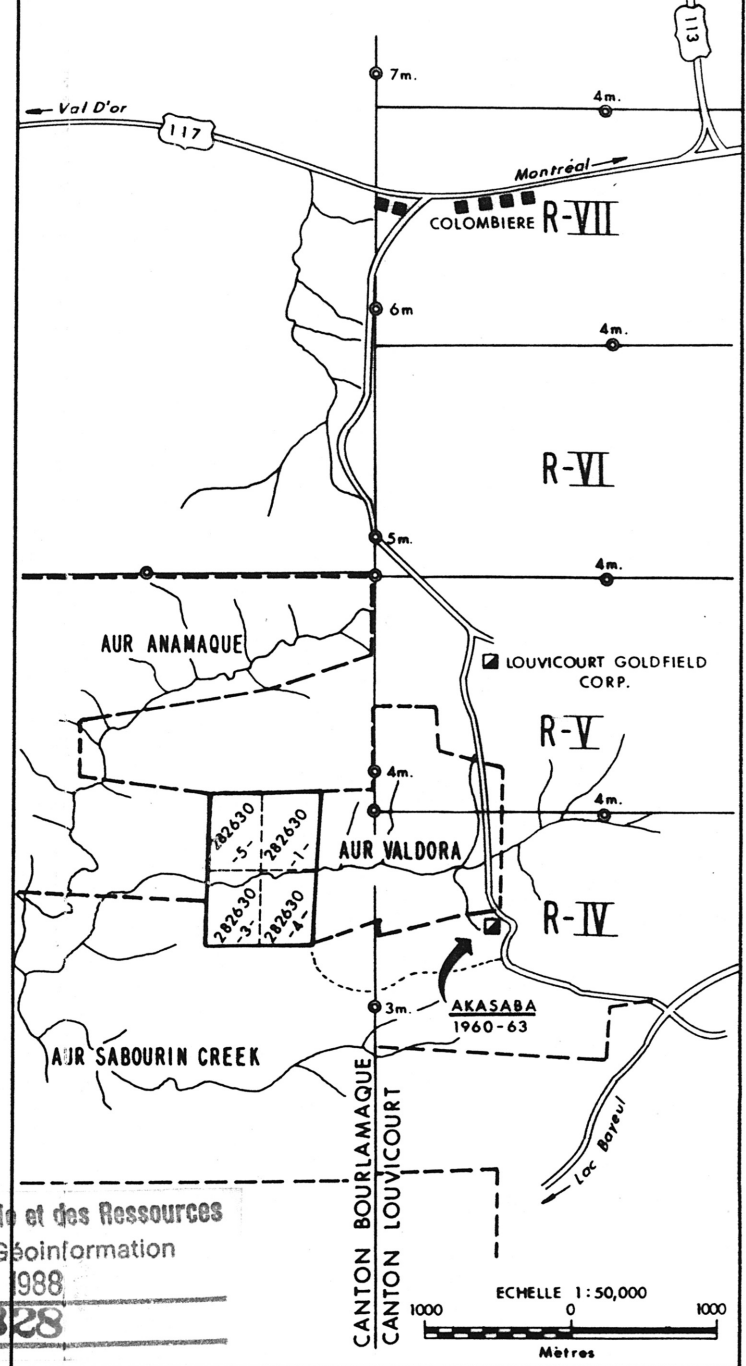 113
7m.
4m.
Val D'or
117
Montréal
COLOMBIERE R-VII
6m
4m.
R-VI
5m.
4m.
AUR ANAMAQUE
LOUVICOURT GOLDFIELD
CORP.
R-V
4m.
4m.
282630
-5-
282630
-1-
AUR VALDORA
282630
-3-
282630
-4-
R-IV
3m.
AKASABA
1960-63
AUR SABOURIN CREEK
CANTON BOURLAMAQUE
CANTON LOUVICOURT
Lac Bayeul
et des Ressources
Géoinformation
1988
828
ECHELLE 1:50,000
1000 0 1000
Mètres